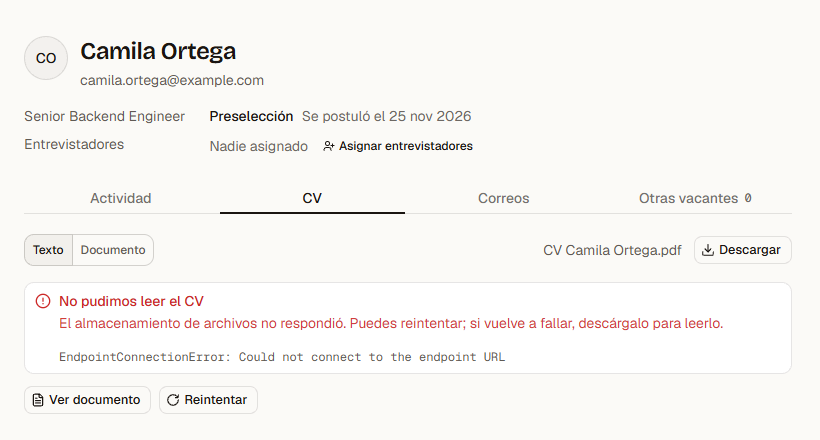 CO
Camila Ortega
camila.ortega@example.com
Senior Backend Engineer Preselección Se postuló el 25 nov 2026
Entrevistadores Nadie asignado Asignar entrevistadores
Actividad CV Correos Otras vacantes 0
Texto Documento CV Camila Ortega.pdf Descargar
No pudimos leer el CV
El almacenamiento de archivos no respondió. Puedes reintentar; si vuelve a fallar, descárgalo para leerlo.
EndpointConnectionError: Could not connect to the endpoint URL
Ver documento Reintentar